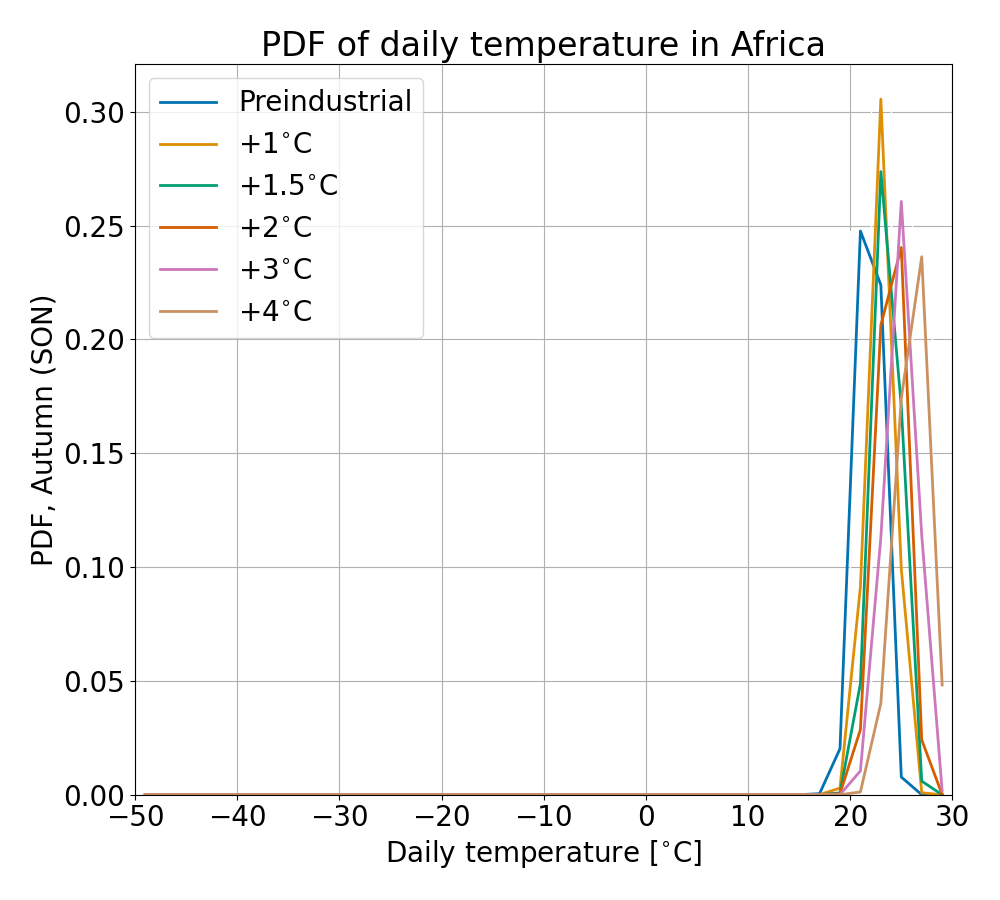 PDF of daily temperature in Africa
Preindustrial
+1°C
+1.5°C
+2°C
+3°C
+4°C
PDF, Autumn (SON)
0.30
0.25
0.20
0.15
0.10
0.05
0.00
−50 −40 −30 −20 −10 0 10 20 30
Daily temperature [°C]